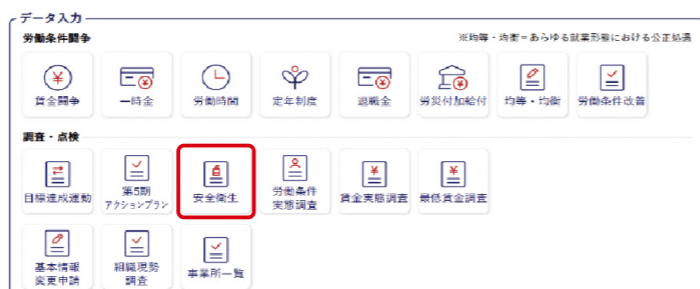 データ入力
労働条件闘争
※均等・均衡=あらゆる就業形態における公正処遇
賃金闘争
一時金
労働時間
定年制度
退職金
労災付加給付
均等・均衡
労働条件改善
調査・点検
目標達成運動
第5期
アクションプラン
安全衛生
労働条件
実態調査
賃金実態調査
最低賃金調査
基本情報
変更申請
組織現勢
調査
事業所一覧